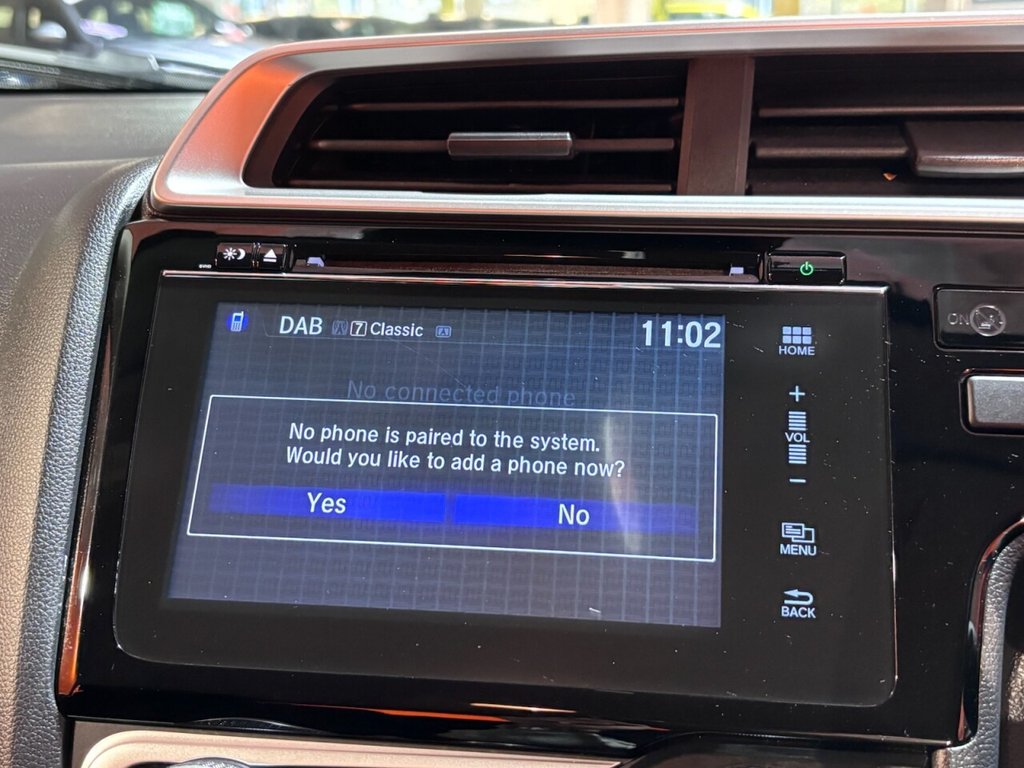 DAB 7 Classic
11:02
No connected phone
No phone is paired to the system.
Would you like to add a phone now?
Yes
No
HOME
+
VOL
−
MENU
BACK
ON